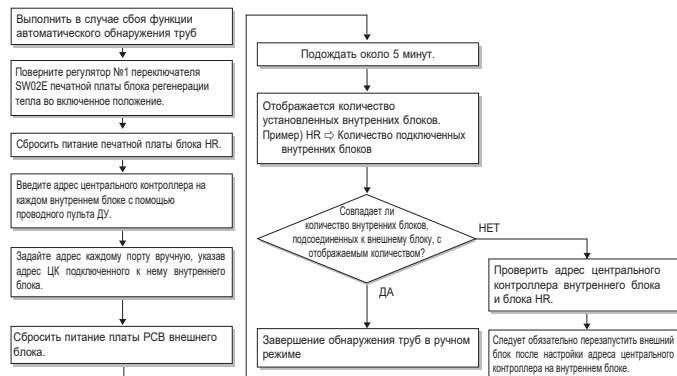 Выполнить в случае сбоя функции
автоматического обнаружения труб
Поверните регулятор №1 переключателя
SW02E печатной платы блока регенерации
тепла во включенное положение.
Сбросить питание печатной платы блока HR.
Введите адрес центрального контроллера на
каждом внутреннем блоке с помощью
проводного пульта ДУ.
Задайте адрес каждому порту вручную, указав
адрес ЦК подключенного к нему внутреннего
блока.
Сбросить питание платы PCB внешнего
блока.
Подождать около 5 минут.
Отображается количество
установленных внутренних блоков.
Пример) HR ⇨ Количество подключенных
внутренних блоков
Совпадает ли
количество внутренних блоков,
подсоединенных к внешнему блоку, с
отображаемым количеством?
ДА
Завершение обнаружения труб в ручном
режиме
НЕТ
Проверить адрес центрального
контроллера внутреннего блока
и блока HR.
Следует обязательно перезапустить внешний
блок после настройки адреса центрального
контроллера на внутреннем блоке.